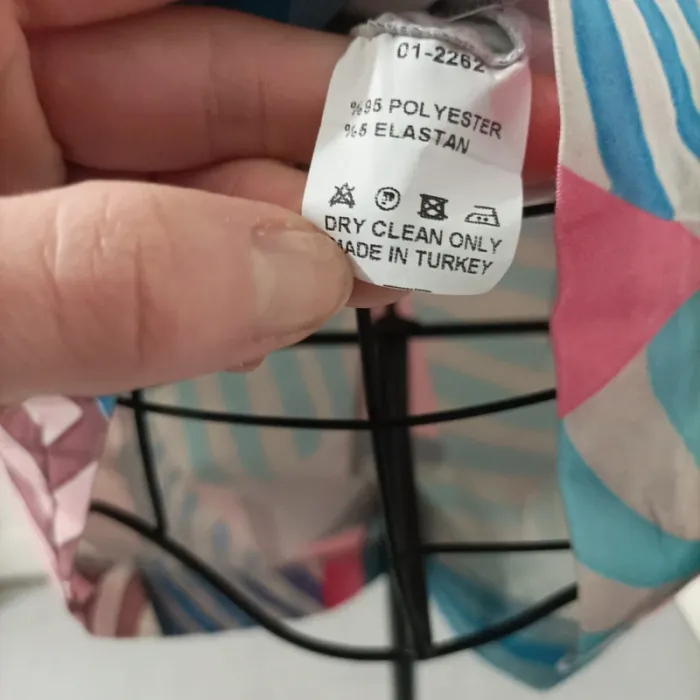 01-2262
%95 POLYESTER
%5 ELASTAN
DRY CLEAN ONLY
MADE IN TURKEY